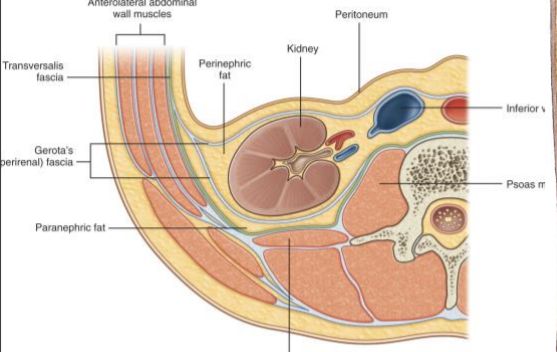 Anterolateral abdominal
wall muscles
Peritoneum
Kidney
Transversalis
fascia
Perinephric
fat
Inferior
Gerota's
perirenal) fascia
Psoas m
Paranephric fat